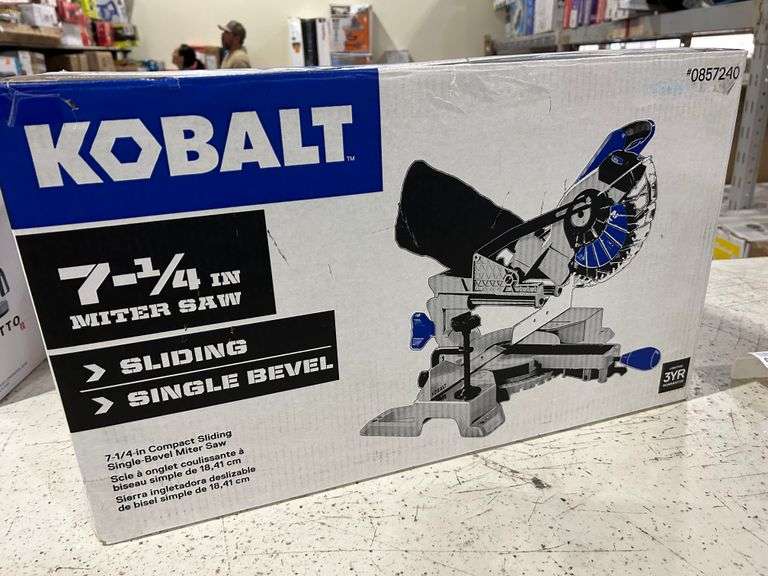 #0857240
KOBALT™
7-1/4 IN
MITER SAW
> SLIDING
> SINGLE BEVEL
7-1/4-in Compact Sliding
Single-Bevel Miter Saw
Scie à onglet coulissante à
biseau simple de 18,41 cm
Sierra ingletadora deslizable
de bisel simple de 18,41 cm
3YR
KOBALT